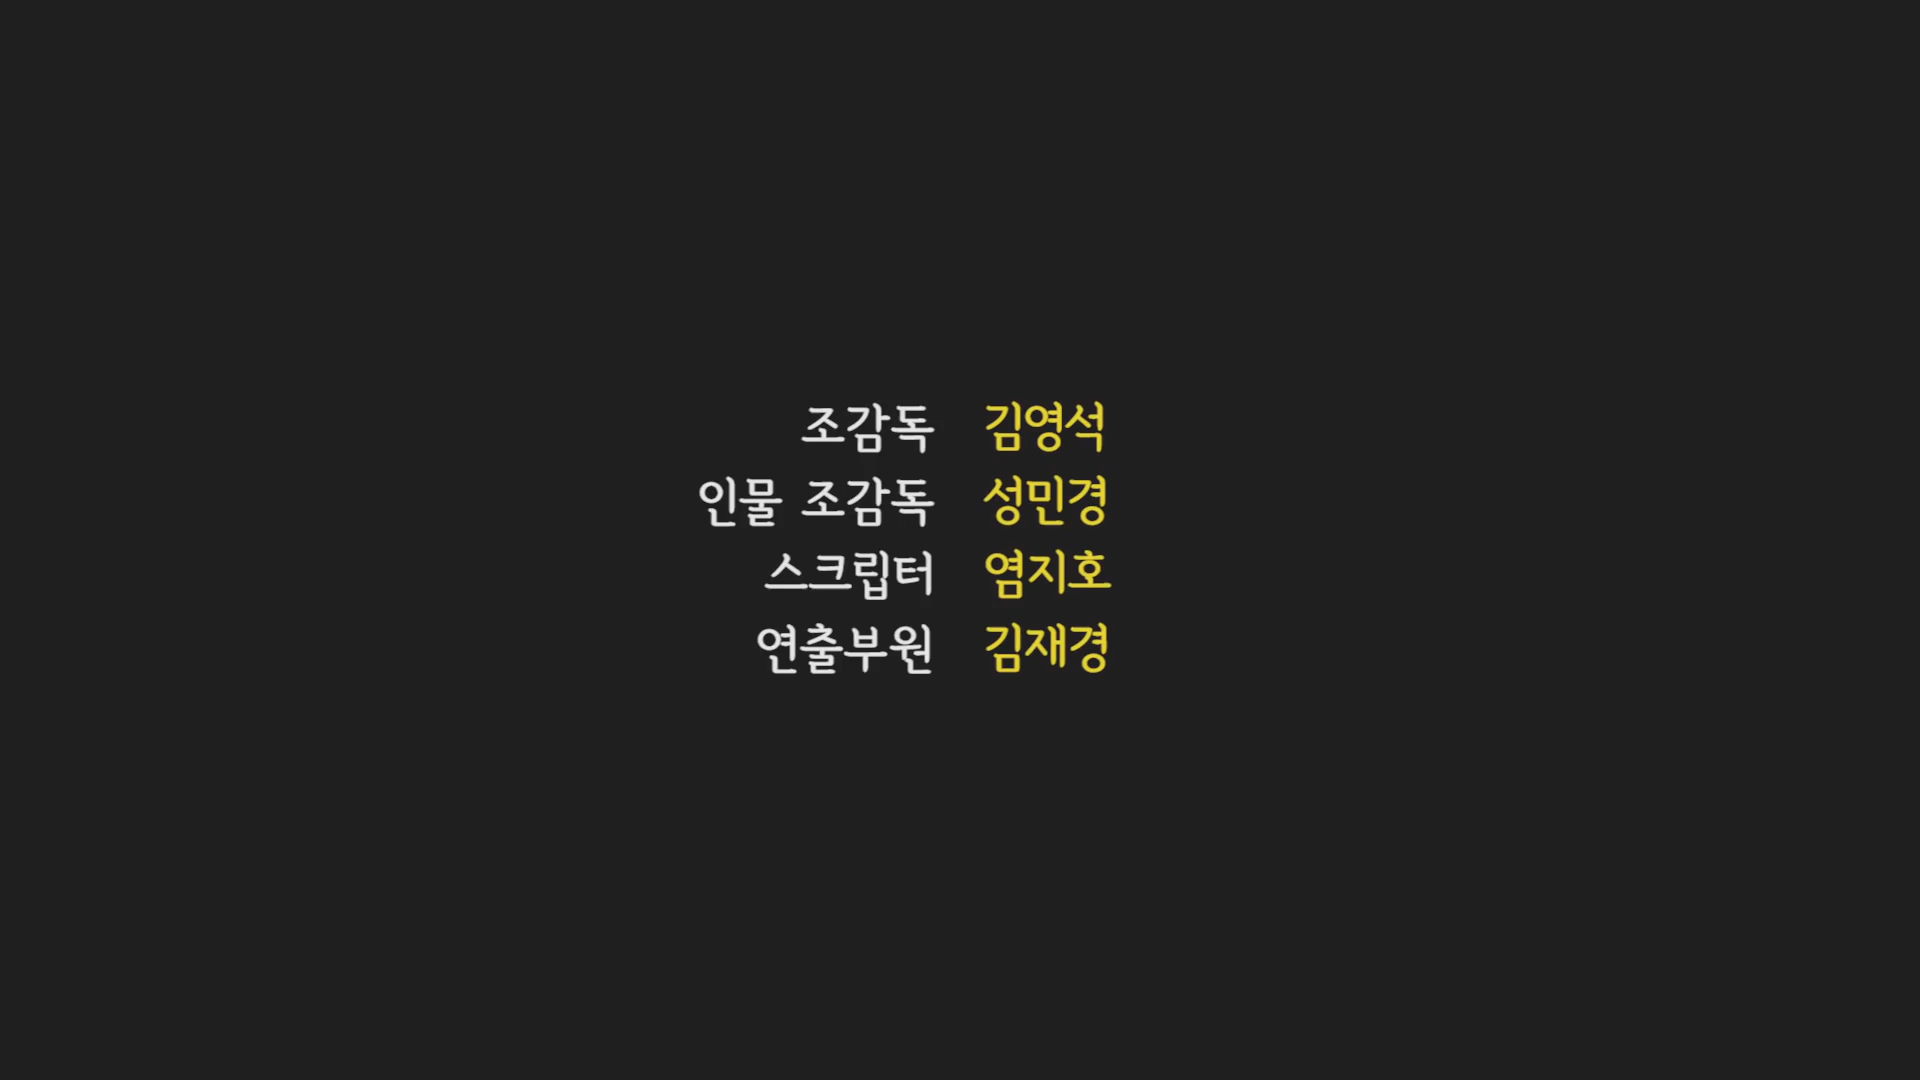 조감독 김영석
인물 조감독 성민경
스크립터 염지호
연출부원 김재경